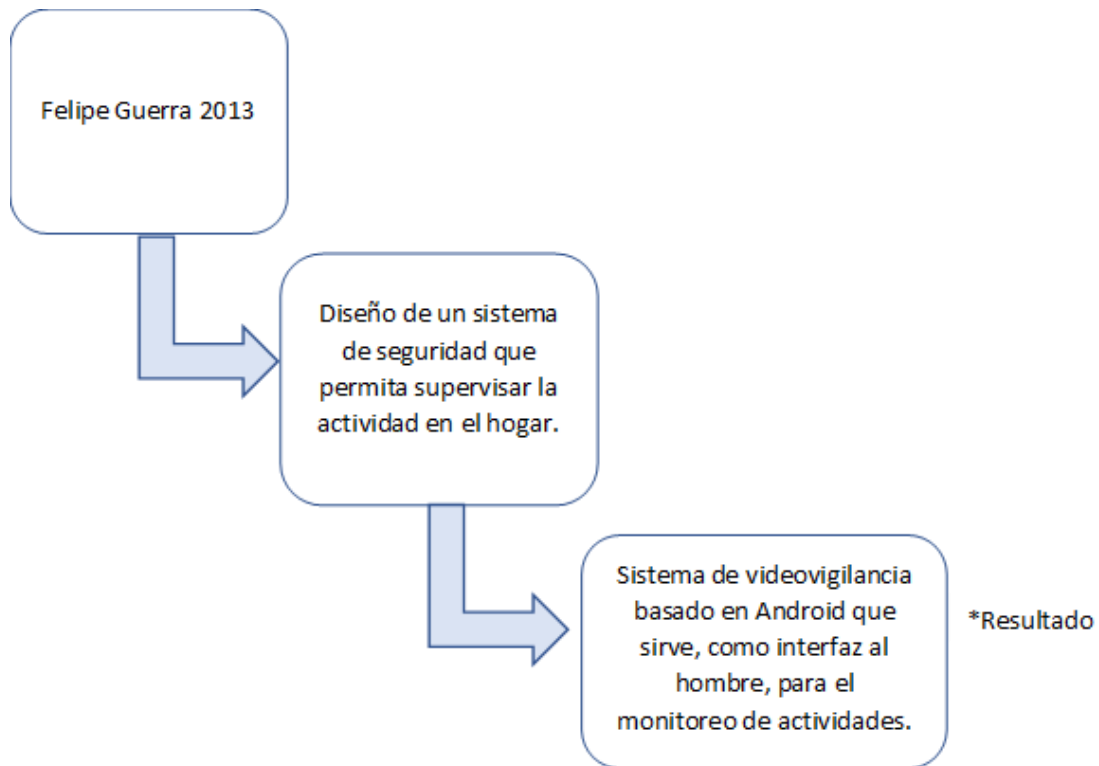 Felipe Guerra 2013
Diseño de un sistema
de seguridad que
permita supervisar la
actividad en el hogar.
Sistema de videovigilancia
basado en Android que
sirve, como interfaz al
hombre, para el
monitoreo de actividades.
*Resultado